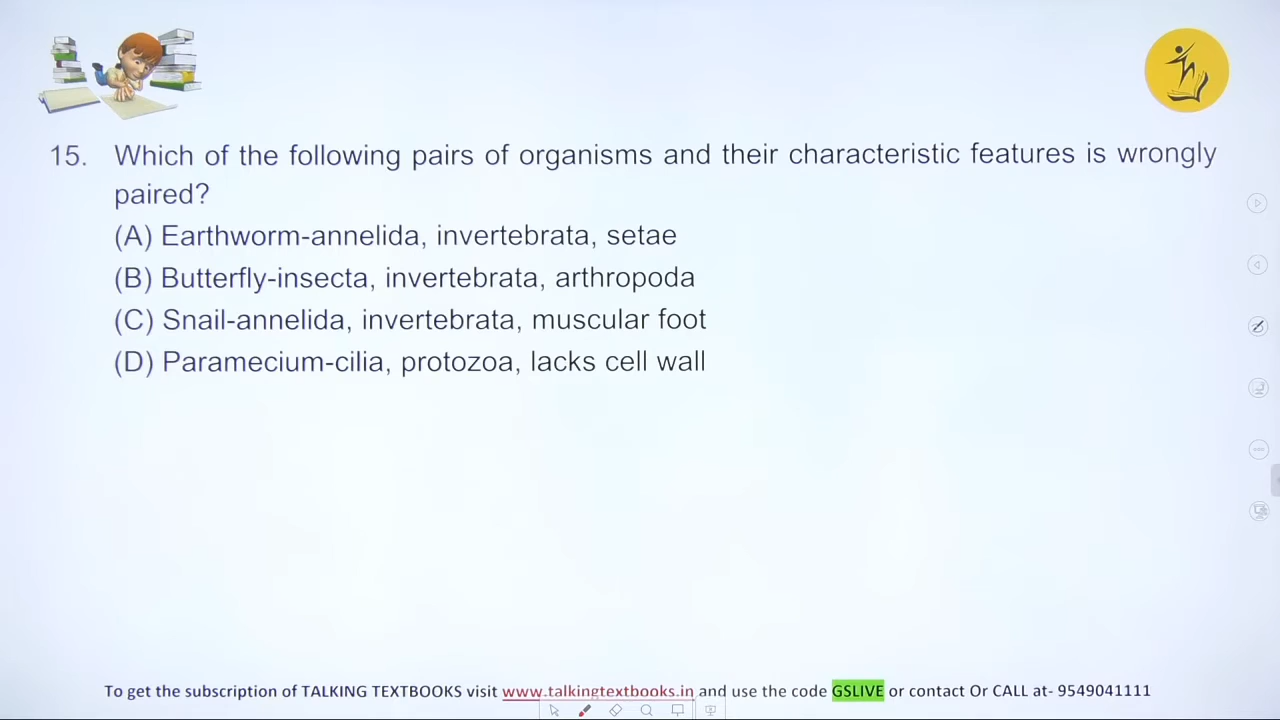 15. Which of the following pairs of organisms and their characteristic features is wrongly
paired?
(A) Earthworm-annelida, invertebrata, setae
(B) Butterfly-insecta, invertebrata, arthropoda
(C) Snail-annelida, invertebrata, muscular foot
(D) Paramecium-cilia, protozoa, lacks cell wall
To get the subscription of TALKING TEXTBOOKS visit www.talkingtextbooks.in and use the code GSLIVE or contact Or CALL at- 9549041111